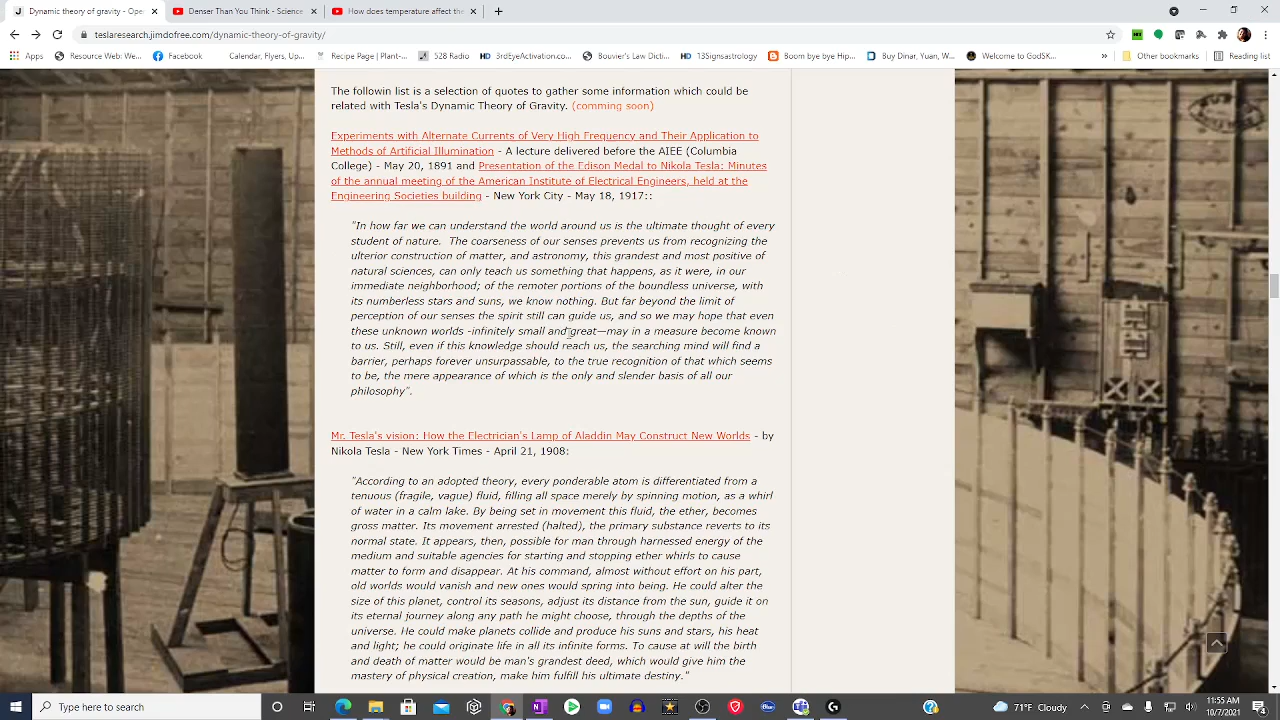 Dynamic theory of gravity - Ope
Denser Than You Think - Science
How does temperature affect the
teslaresearch.jimdofree.com/dynamic-theory-of-gravity/
Apps
Resource Web: We...
Facebook
Calendar, Flyers, Up...
Recipe Page | Plant-...
528 Radio
HD 3rdEyeActivation.co...
Bouvier's Law Dicti...
HD 13Signsastrology
Boom bye bye Hip...
Buy Dinar, Yuan, W...
Welcome to GodSK...
»
Other bookmarks
Reading list
The followin list is a selection of quotes to gather some information which could be
related with Tesla's Dynamic Theory of Gravity. (comming soon)
Experiments with Alternate Currents of Very High Frequency and Their Application to
Methods of Artificial Illumination - A lecture delivered before the AIEE (Columbia
College) - May 20, 1891 and Presentation of the Edison Medal to Nikola Tesla: Minutes
of the annual meeting of the American Institute of Electrical Engineers, held at the
Engineering Societies building - New York City - May 18, 1917::
"In how far we can understand the world around us is the ultimate thought of every
student of nature. The coarseness of our senses prevents us from recognizing the
ulterior construction of matter, and astronomy, this grandest and most positive of
natural sciences, can only teach us something that happens, as it were, in our
immediate neighborhood; of the remoter portions of the boundless universe, with
its numberless stars and suns, we know nothing. But far beyond the limit of
perception of our senses the spirit still can guide us, and so we may hope that even
these unknown worlds -infinitely small and great—may in a measure become known
to us. Still, even if this knowledge should reach us, the searching mind will find a
barrier, perhaps forever unsurpassable, to the true recognition of that which seems
to be, the mere appearance of which is the only and slender basis of all our
philosophy".
Mr. Tesla's vision: How the Electrician's Lamp of Aladdin May Construct New Worlds - by
Nikola Tesla - New York Times - April 21, 1908:
"According to an adopted theory, every ponderable atom is differentiated from a
tenuous (fragile, vague) fluid, filling all space merely by spinning motion, as a whirl
of water in a calm lake. By being set in movement this fluid, the ether, becomes
gross matter. Its movement arrested (halted), the primary substance reverts to its
normal state. It appears, then, possible for man through harnessed energy of the
medium and suitable agencies for starting and stopping ether whirls to cause
matter to form and disappear. At his command, almost without effort on his part,
old worlds would vanish and new ones would spring into being. He could alter the
size of this planet, control its seasons, adjust its distance from the sun, guide it on
its eternal journey along any path he might choose, through the depths of the
universe. He could make planets collide and produce his suns and stars, his heat
and light; he could originate life in all its infinite forms. To cause at will the birth
and death of matter would be man's grandest deed, which would give him the
mastery of physical creation, make him fulfill his ultimate destiny."
Type here to search
71°F Cloudy
11:55 AM
10/7/2021